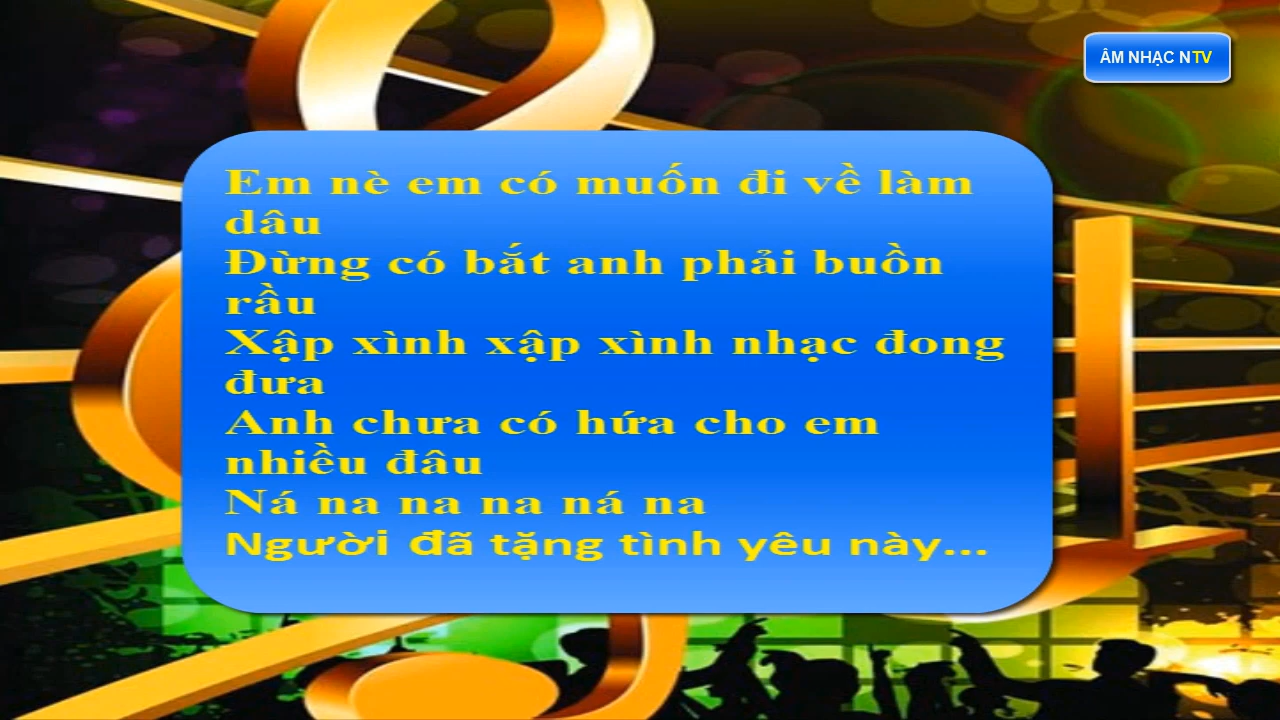 ÂM NHẠC NTV
Em nè em có muốn đi về làm
dâu
Đừng có bắt anh phải buồn
rầu
Xập xình xập xình nhạc đong
đưa
Anh chưa có hứa cho em
nhiều đâu
Ná na na na ná na
Người đã tặng tình yêu này...